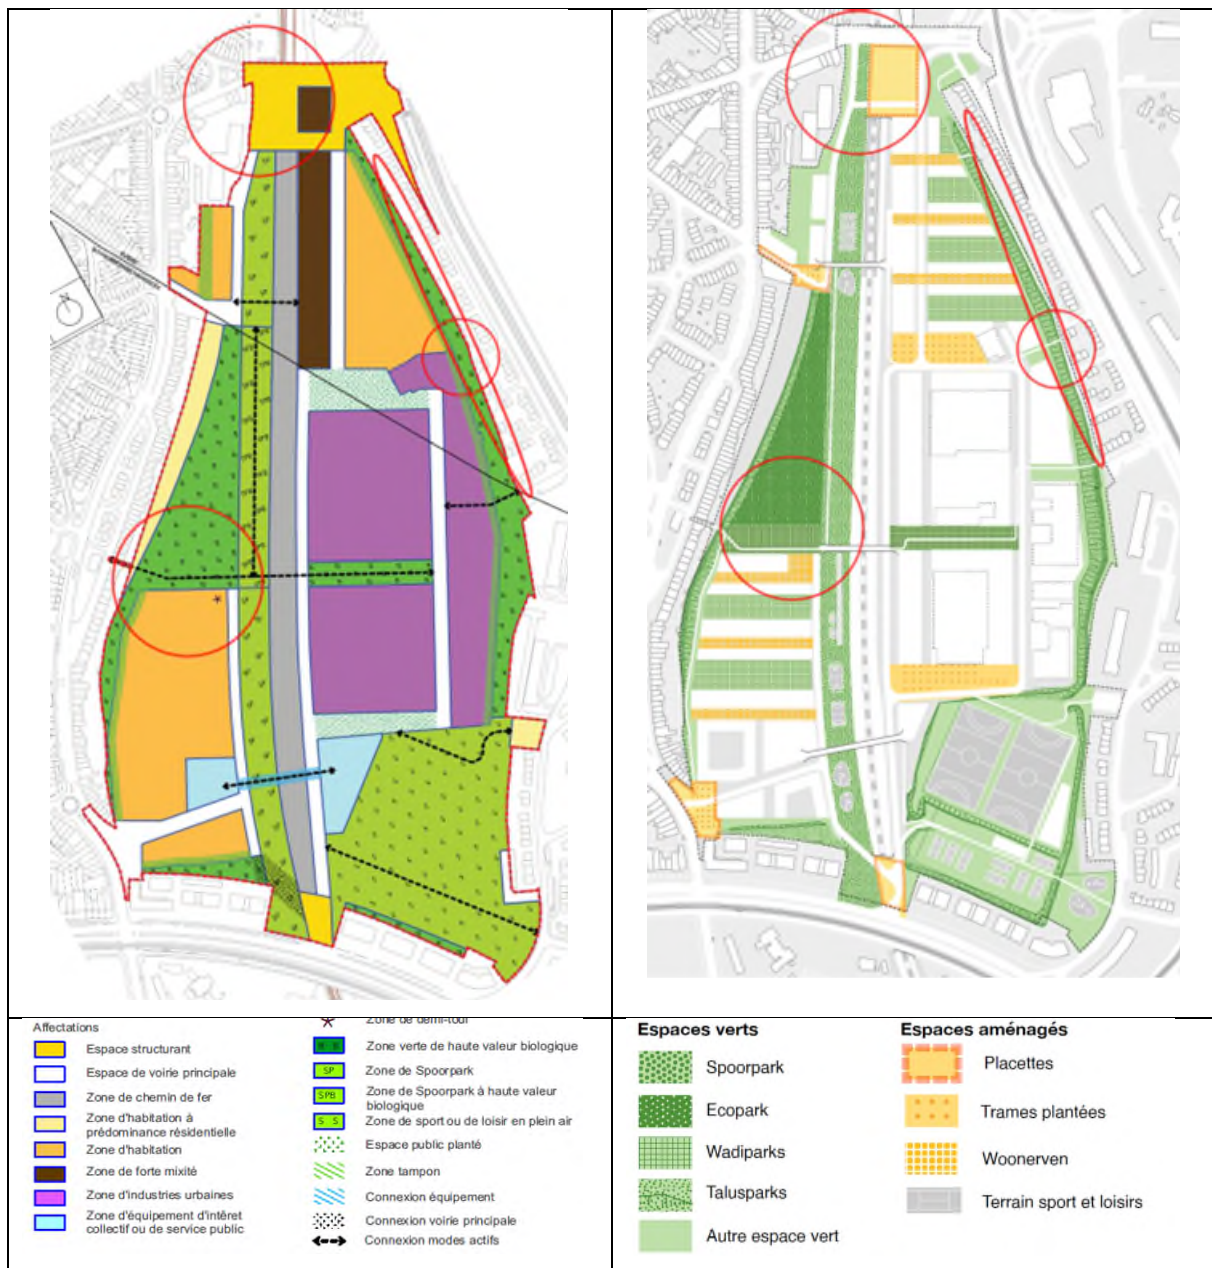 Affectations
Espace structurant
Espace de voirie principale
Zone de chemin de fer
Zone d'habitation à
prédominance résidentielle
Zone d'habitation
Zone de forte mixité
Zone d'industries urbaines
Zone d'équipement d'intêret
collectif ou de service public
Zone de demi-tour
Zone verte de haute valeur biologique
SP
Zone de Spoorpark
SPB
Zone de Spoorpark à haute valeur
biologique
S S
Zone de sport ou de loisir en plein air
Espace public planté
Zone tampon
Connexion équipement
Connexion voirie principale
Connexion modes actifs
Espaces verts
Spoorpark
Ecopark
Wadiparks
Talusparks
Autre espace vert
Espaces aménagés
Placettes
Trames plantées
Woonerven
Terrain sport et loisirs